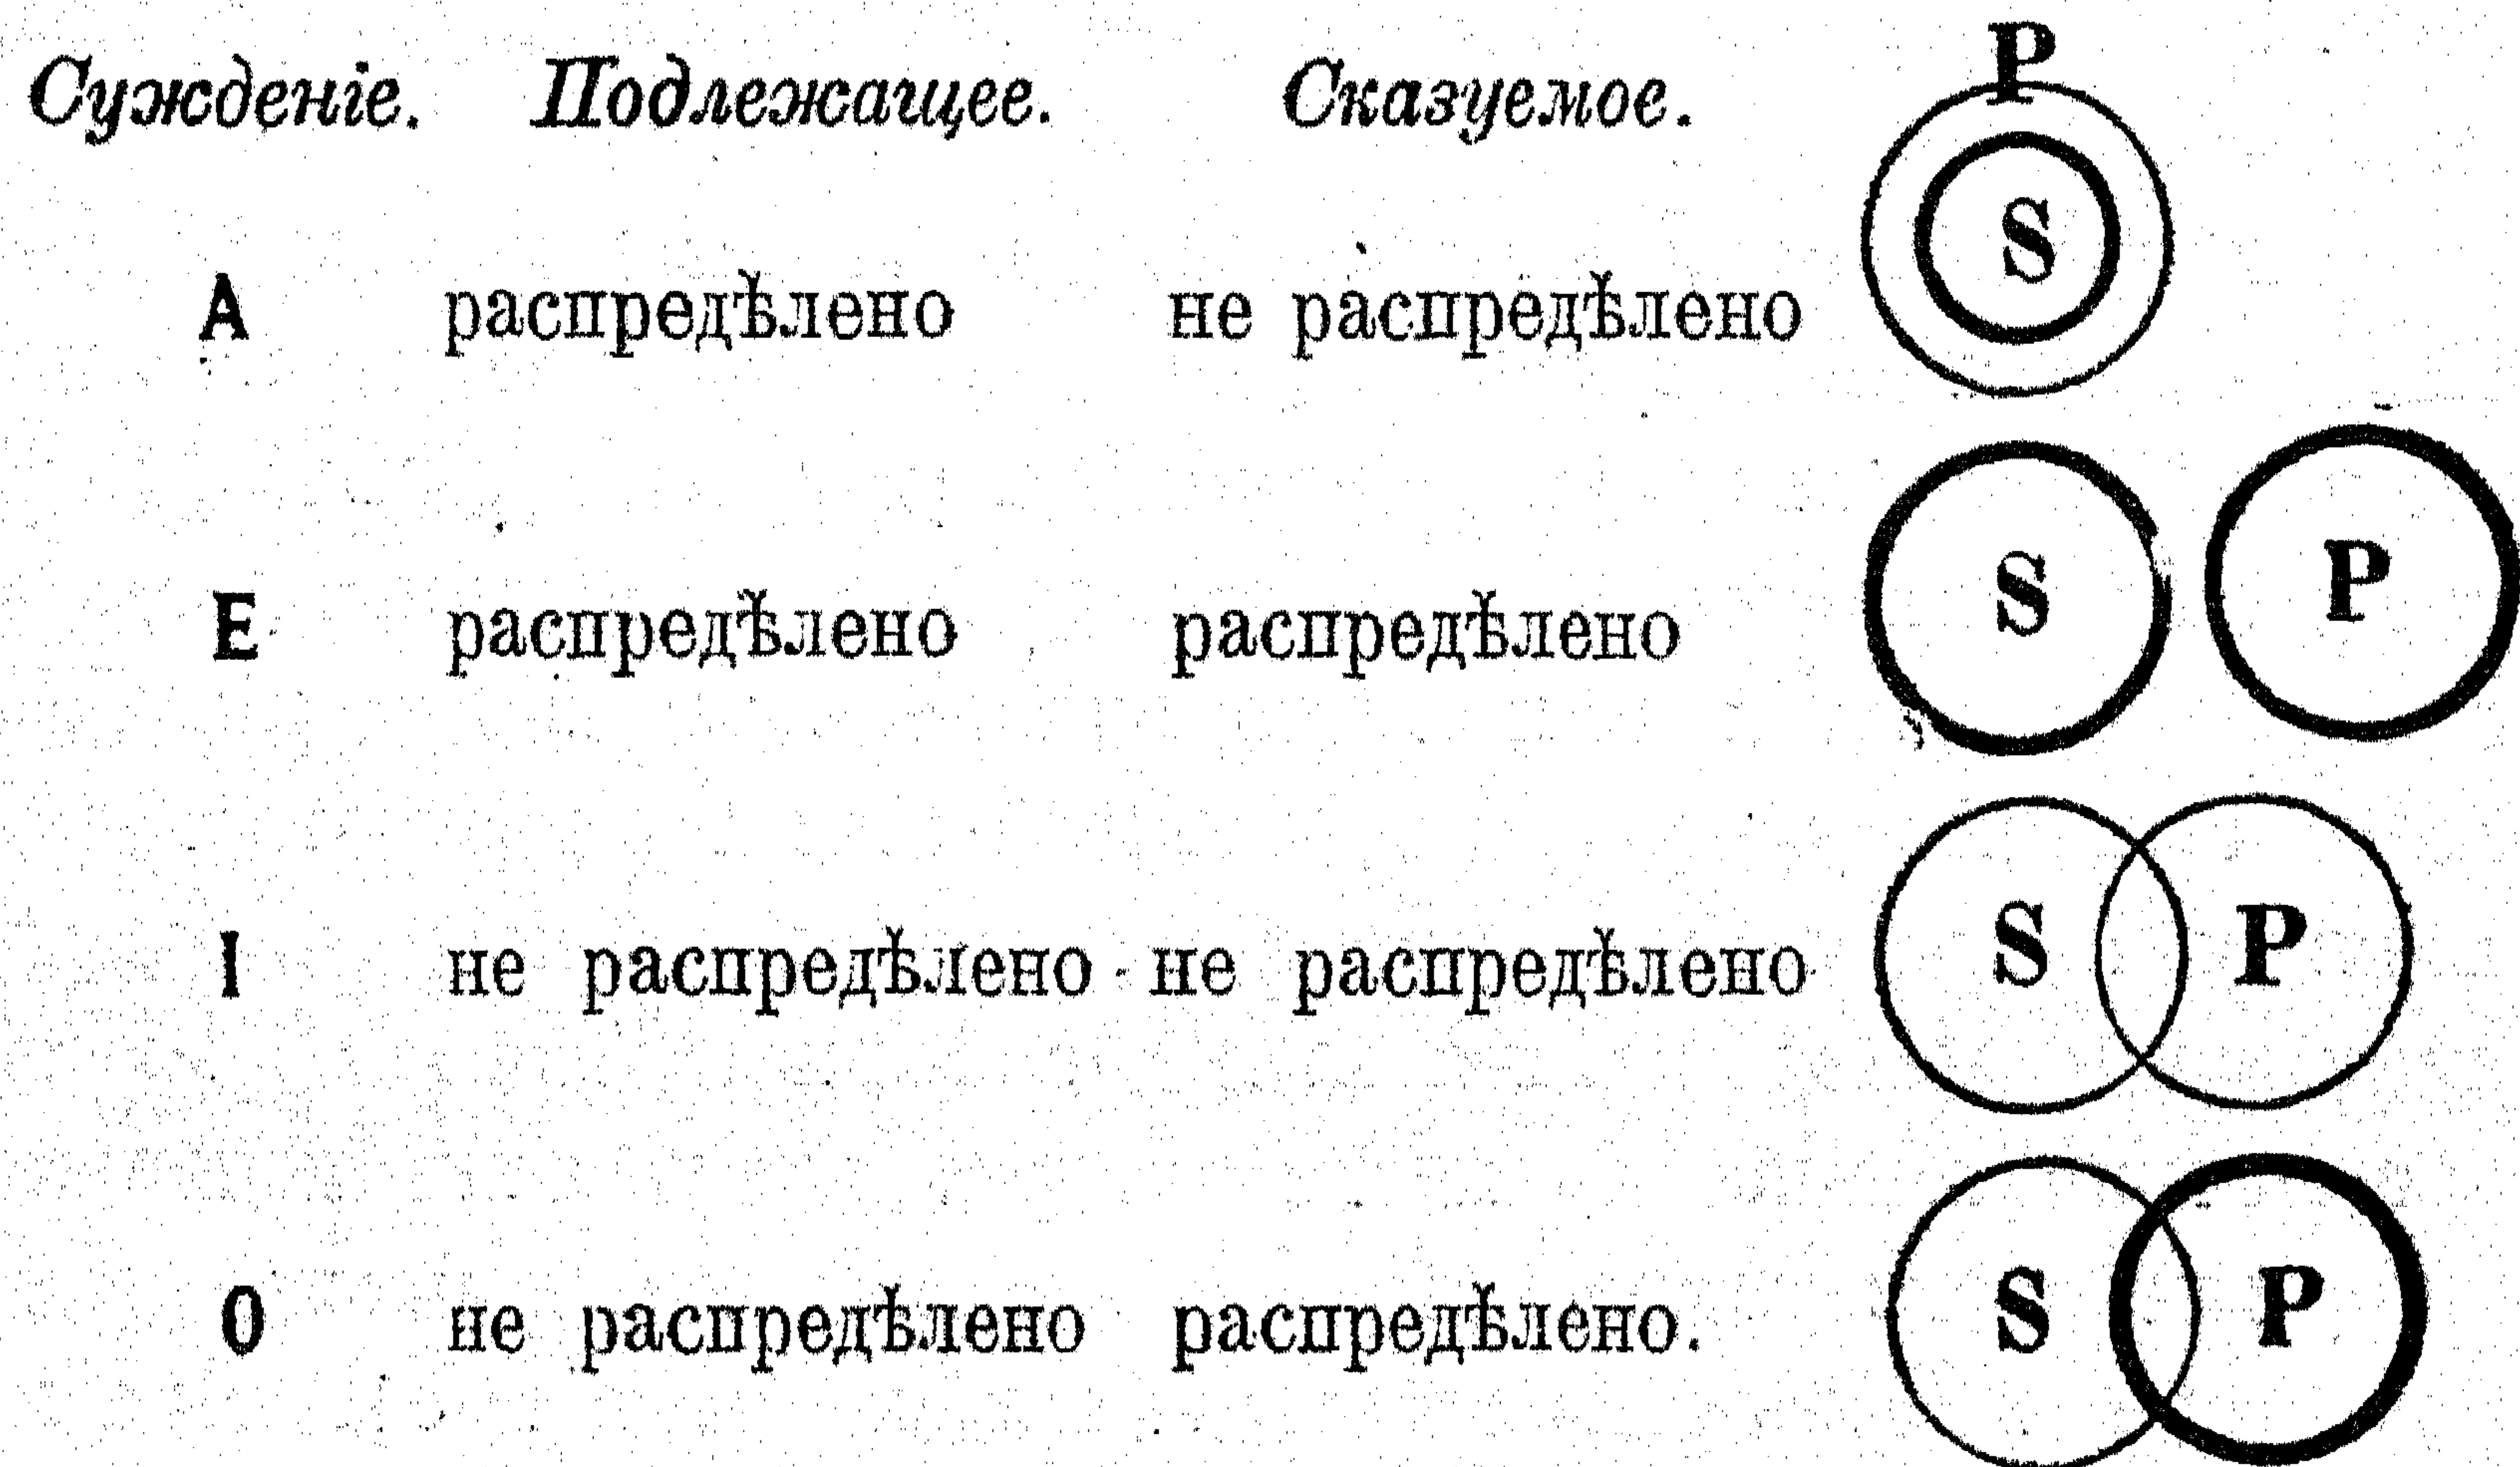 P
Сужденіе. Подлежащее. Сказуемое.
S
A распредѣлено не распредѣлено
E распредѣлено распредѣлено S P
I не распредѣлено не распредѣлено S P
O не распредѣлено распредѣлено. S P